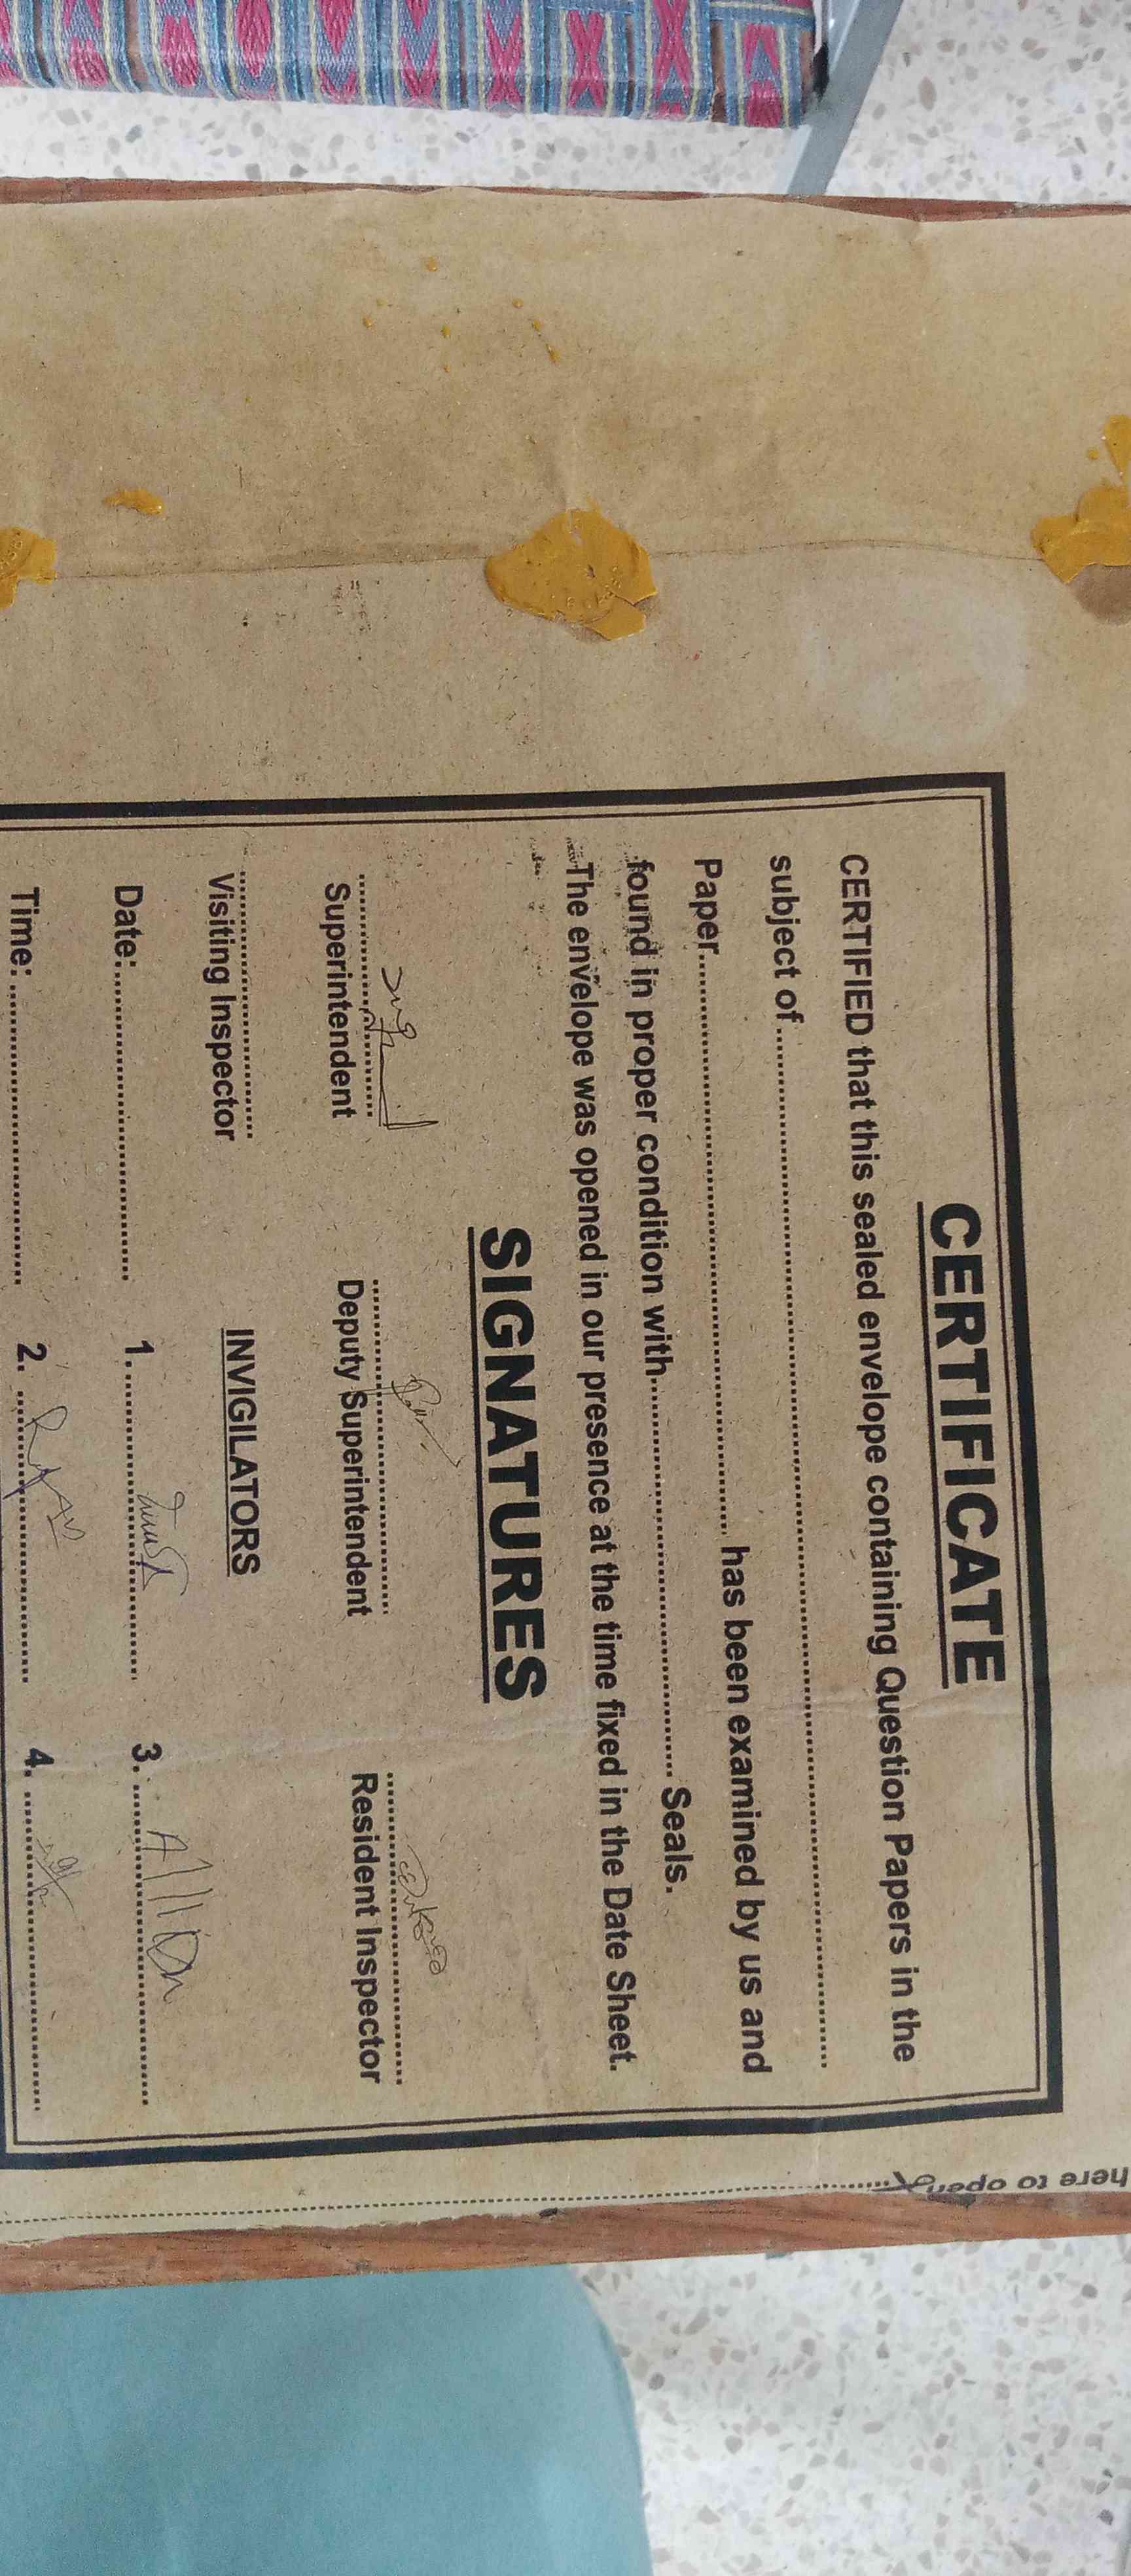 here to open
CERTIFICATE
CERTIFIED that this sealed envelope containing Question Papers in the
subject of
Paper has been examined by us and
found in proper condition with Seals.
The envelope was opened in our presence at the time fixed in the Date Sheet.
SIGNATURES
Superintendent Deputy Superintendent Resident Inspector
Visiting Inspector INVIGILATORS
Date: 1. 3.
Time: 2. 4.